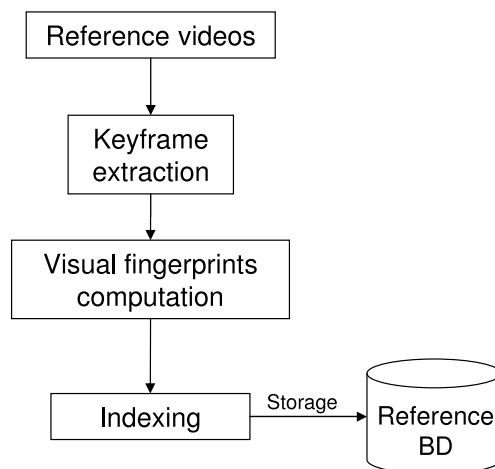 Reference videos
Keyframe
extraction
Visual fingerprints
computation
Indexing
Storage
Reference
BD